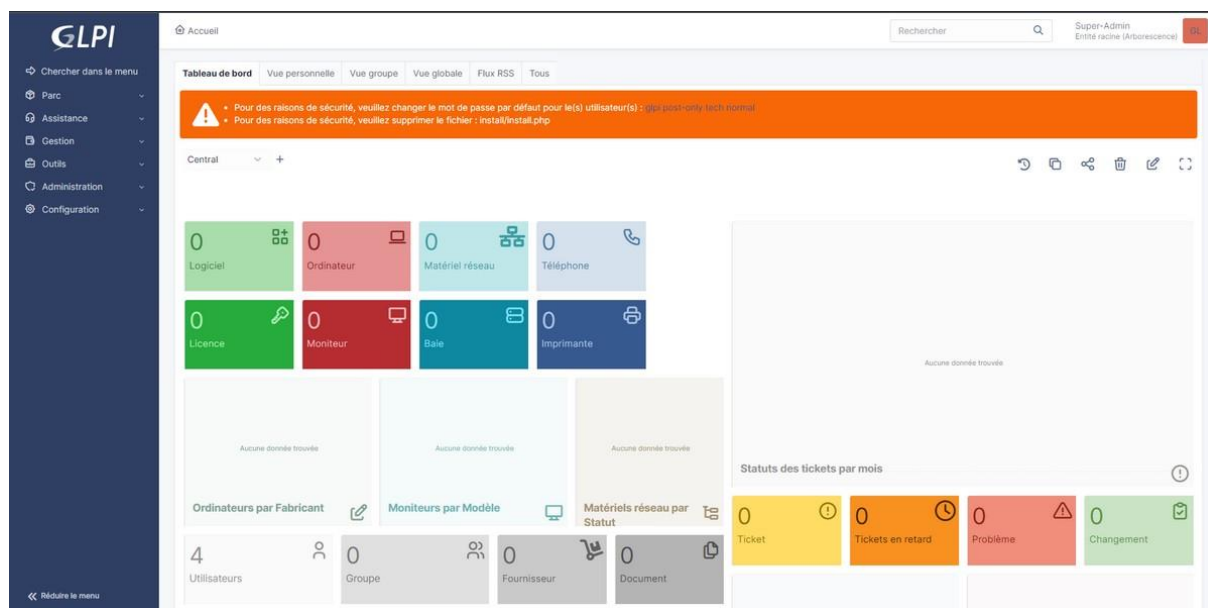 GLPI
Accueil
Rechercher
Super-Admin
Entité racine (Arborescence)
GL
Chercher dans le menu
Parc
Assistance
Gestion
Outils
Administration
Configuration
Réduire le menu
Tableau de bord Vue personnelle Vue groupe Vue globale Flux RSS Tous
• Pour des raisons de sécurité, veuillez changer le mot de passe par défaut pour le(s) utilisateur(s) : glpi post-only tech normal
• Pour des raisons de sécurité, veuillez supprimer le fichier : install/install.php
Central
0
Logiciel
0
Ordinateur
0
Matériel réseau
0
Téléphone
0
Licence
0
Moniteur
0
Baie
0
Imprimante
Aucune donnée trouvée
Ordinateurs par Fabricant
Aucune donnée trouvée
Moniteurs par Modèle
Aucune donnée trouvée
Matériels réseau par
Statut
4
Utilisateurs
0
Groupe
0
Fournisseur
0
Document
Aucune donnée trouvée
Statuts des tickets par mois
0
Ticket
0
Tickets en retard
0
Problème
0
Changement